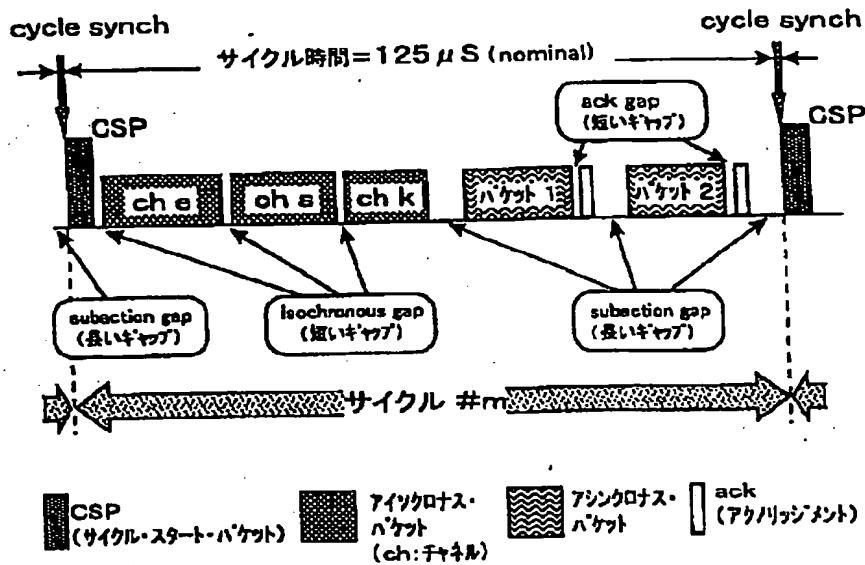 cycle synch
cycle synch
サイクル時間=125μS (nominal)
CSP
ack gap
(短いギャップ)
CSP
ch e
ch s
ch k
パケット 1
パケット 2
subaction gap
(長いギャップ)
isochronous gap
(短いギャップ)
subaction gap
(長いギャップ)
サイクル #m
CSP
(サイクル・スタート・パケット)
アイソクロナス・
パケット
(ch:チャネル)
アシンクロナス・
パケット
ack
(アクノリッジメント)